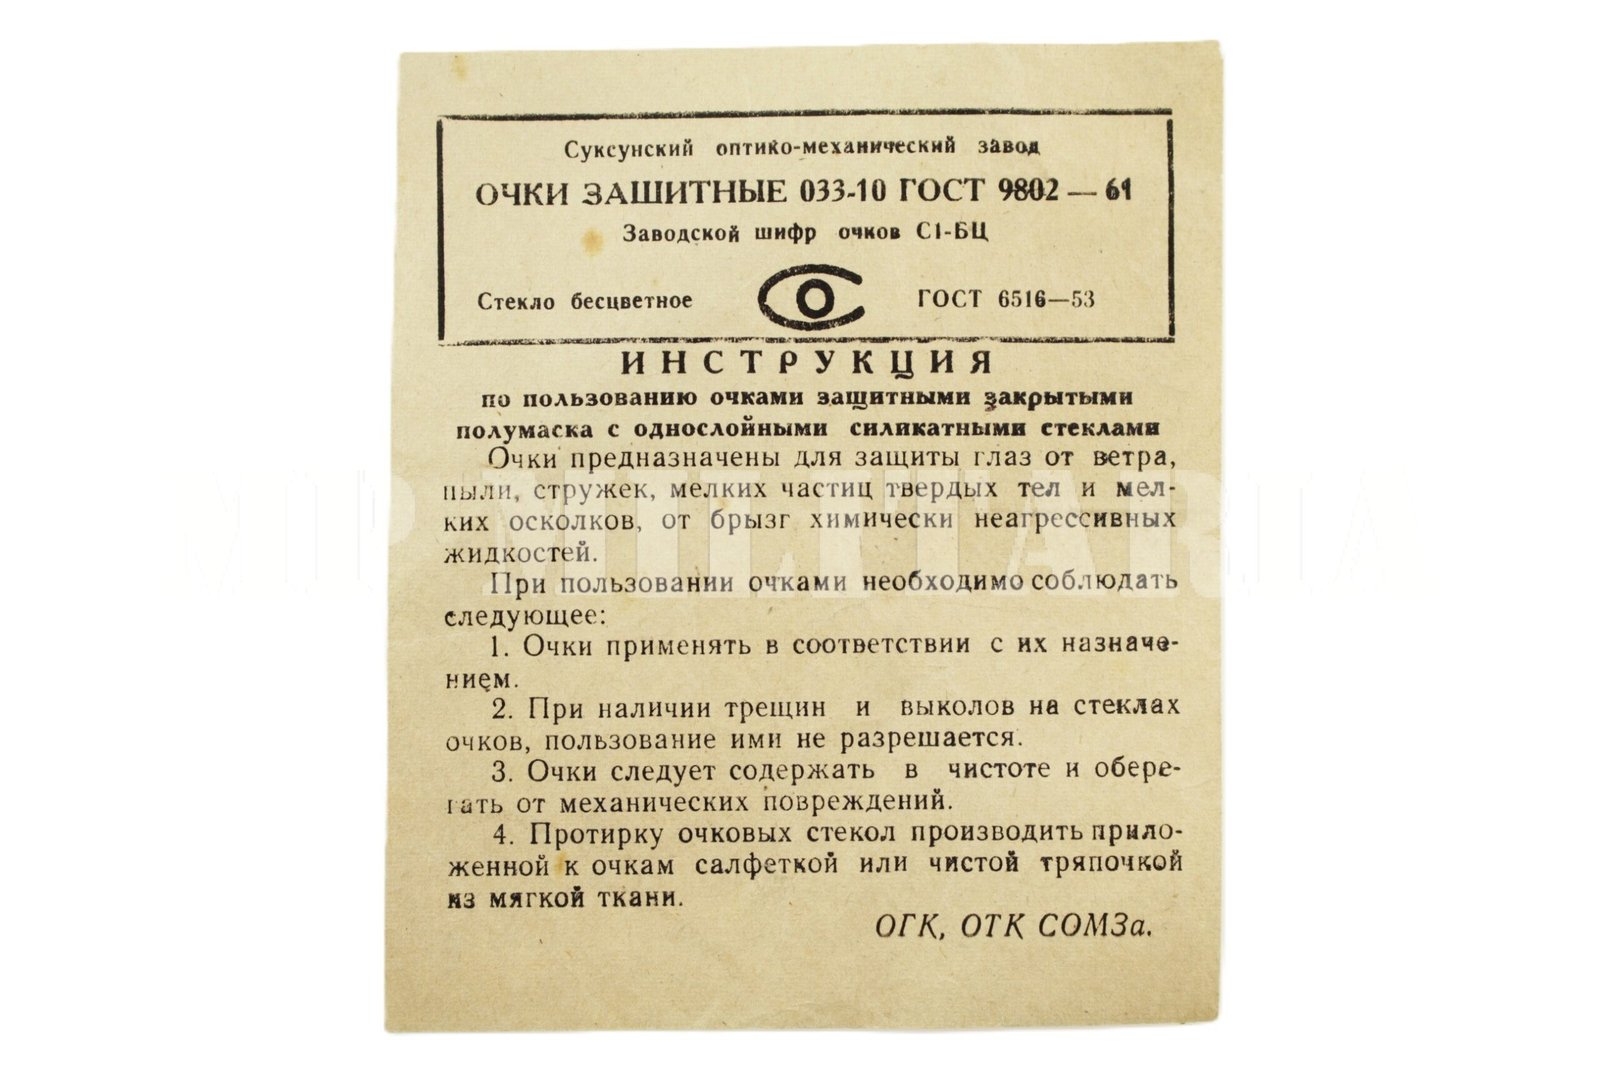 Суксунский оптико-механический завод
ОЧКИ ЗАЩИТНЫЕ 033-10 ГОСТ 9802 — 61
Заводской шифр очков С1-БЦ
Стекло бесцветное ГОСТ 6516—53
ИНСТРУКЦИЯ
по пользованию очками защитными закрытыми
полумаска с однослойными силикатными стеклами
Очки предназначены для защиты глаз от ветра,
пыли, стружек, мелких частиц твердых тел и мел-
ких осколков, от брызг химически неагрессивных
жидкостей.
При пользовании очками необходимо соблюдать
следующее:
1. Очки применять в соответствии с их назначе-
нием.
2. При наличии трещин и выколов на стеклах
очков, пользование ими не разрешается.
3. Очки следует содержать в чистоте и обере-
гать от механических повреждений.
4. Протирку очковых стекол производить прило-
женной к очкам салфеткой или чистой тряпочкой
из мягкой ткани.
ОГК, ОТК СОМЗа.